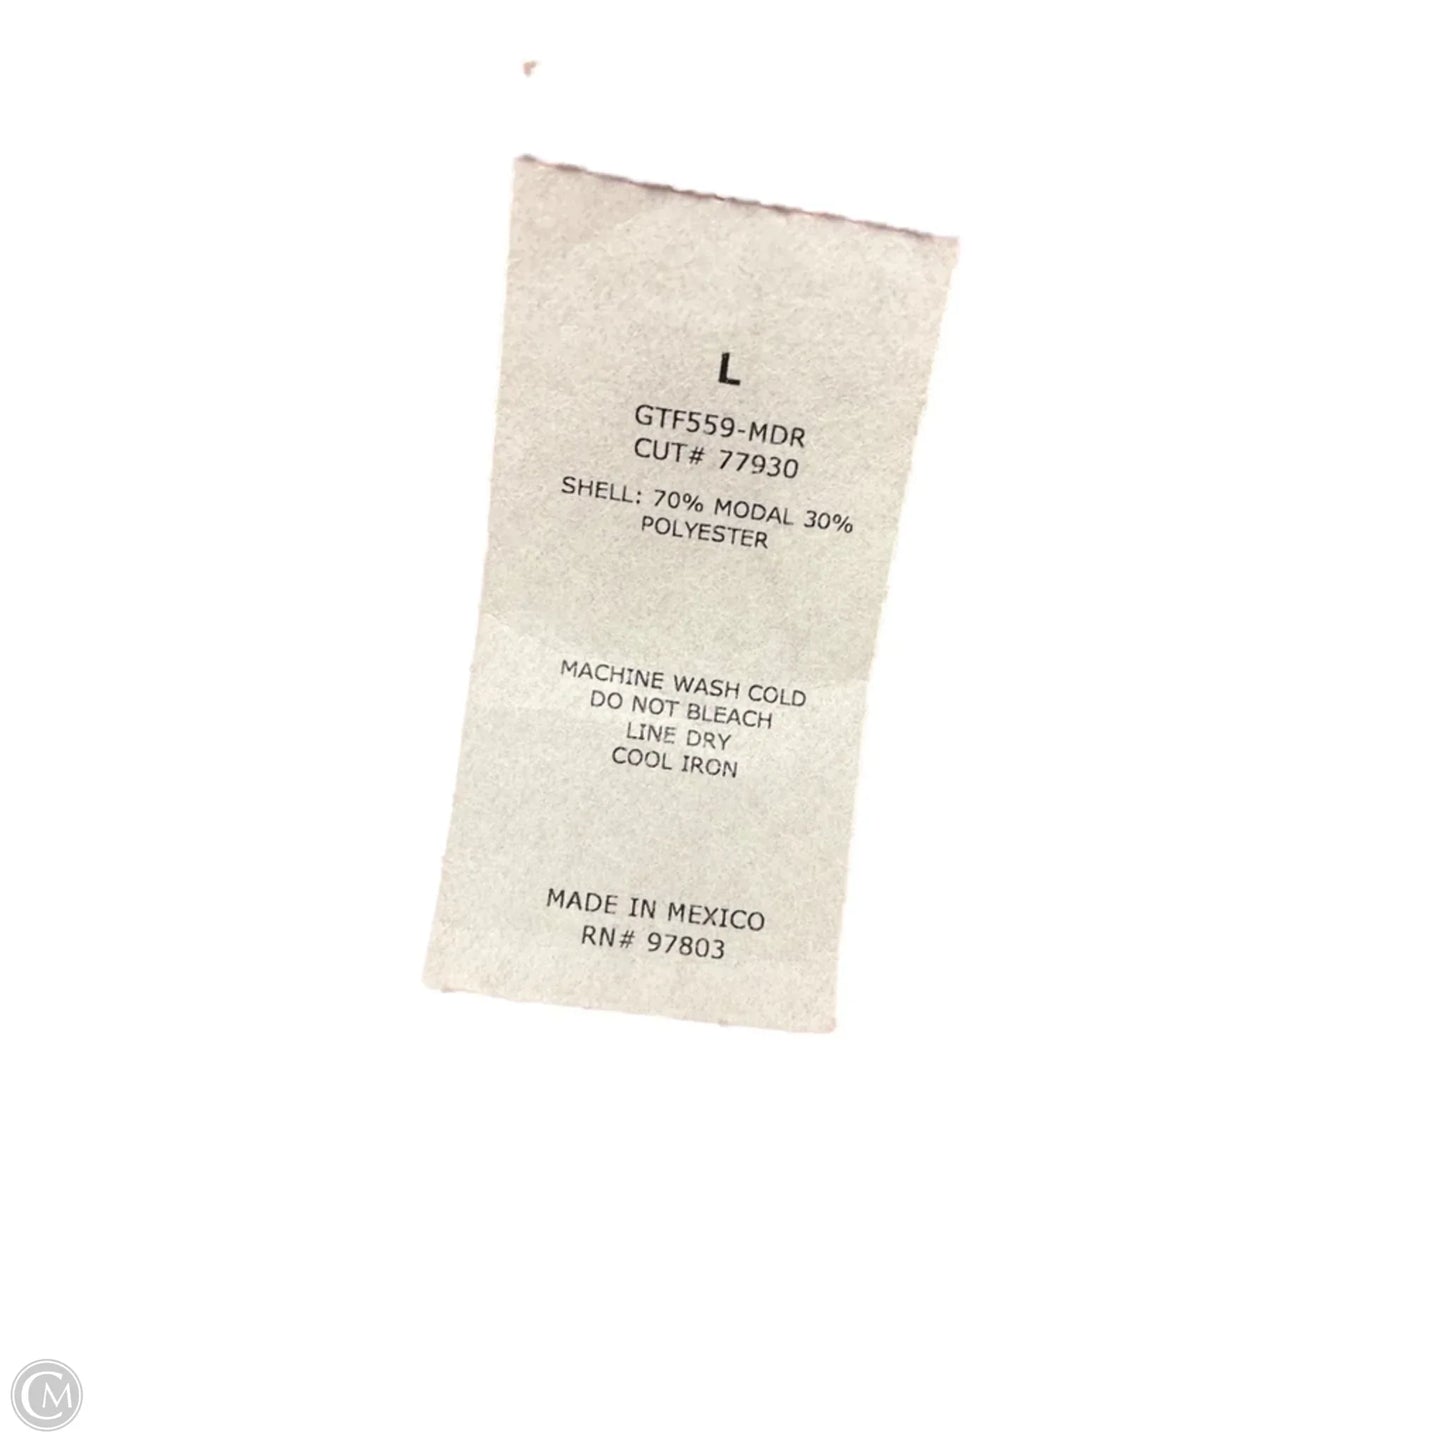 L
GTF559-MDR
CUT# 77930
SHELL: 70% MODAL 30%
POLYESTER
MACHINE WASH COLD
DO NOT BLEACH
LINE DRY
COOL IRON
MADE IN MEXICO
RN# 97803
CM